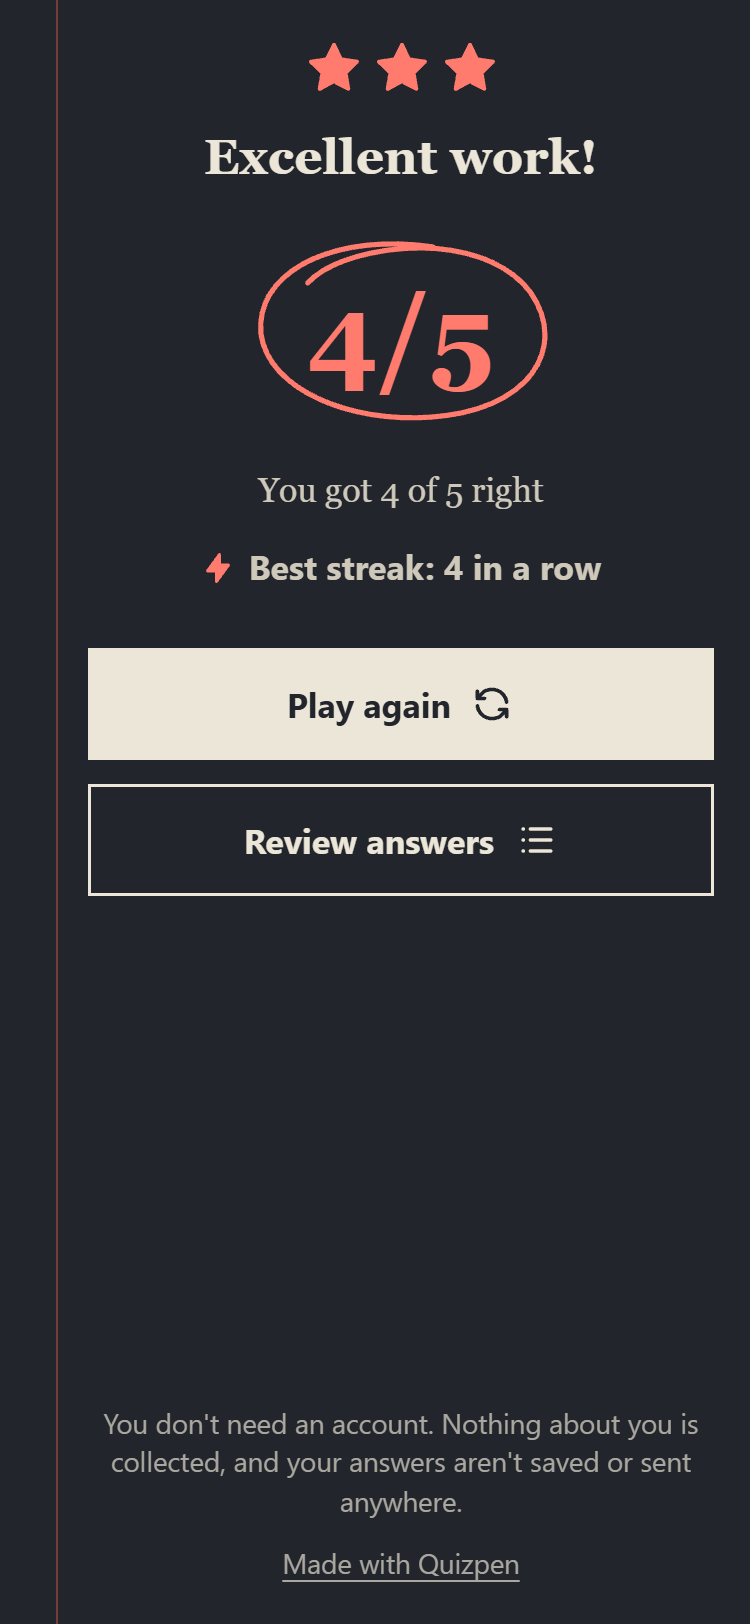 Excellent work!
4/5
You got 4 of 5 right
Best streak: 4 in a row
Play again
Review answers
You don't need an account. Nothing about you is
collected, and your answers aren't saved or sent
anywhere.
Made with Quizpen